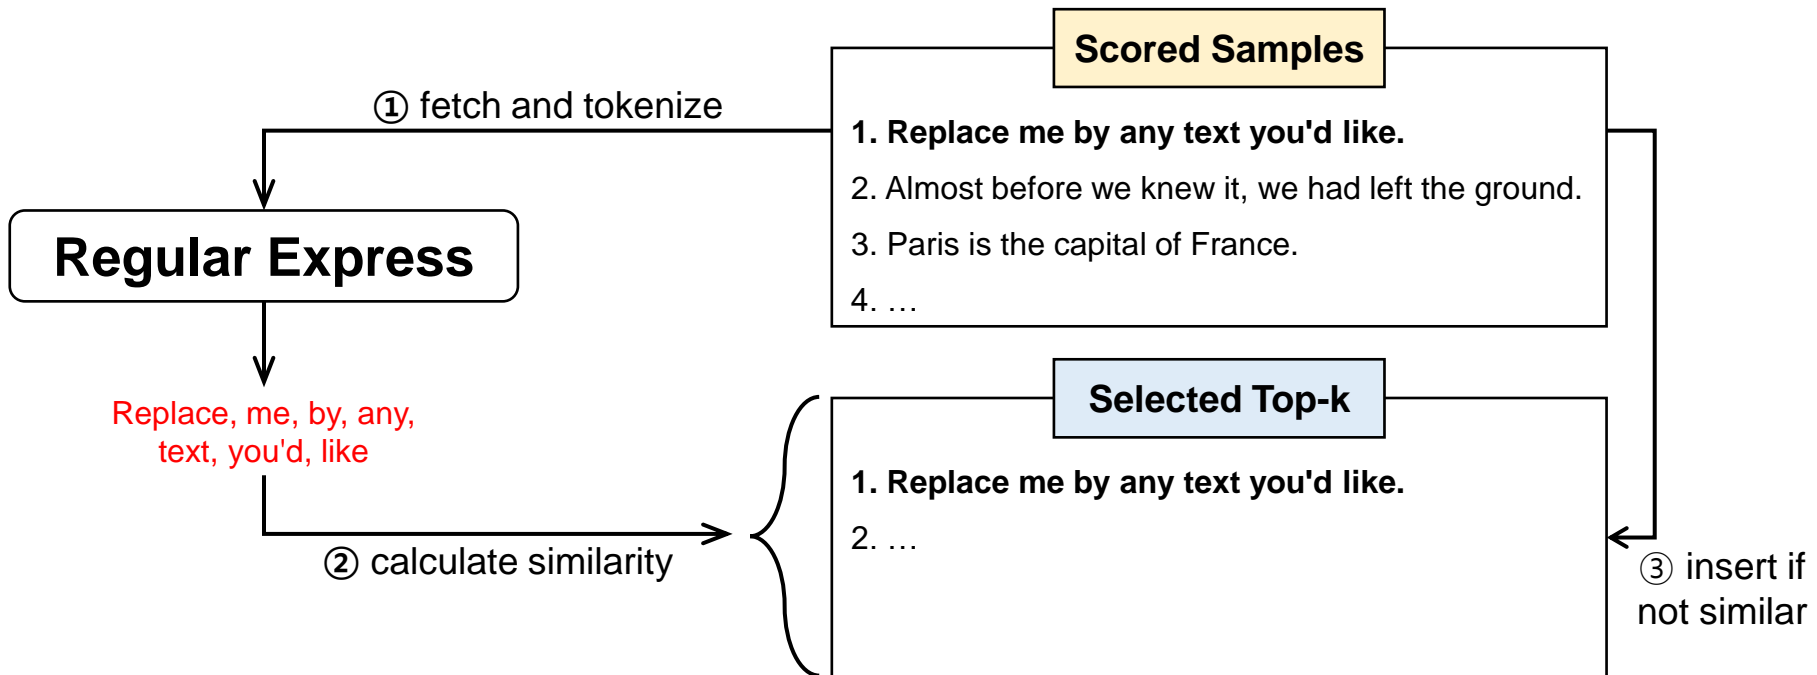 Scored Samples
① fetch and tokenize
1. Replace me by any text you'd like.
2. Almost before we knew it, we had left the ground.
3. Paris is the capital of France.
4. …
Regular Express
Replace, me, by, any,
text, you'd, like
② calculate similarity
Selected Top-k
1. Replace me by any text you'd like.
2. …
③ insert if
not similar